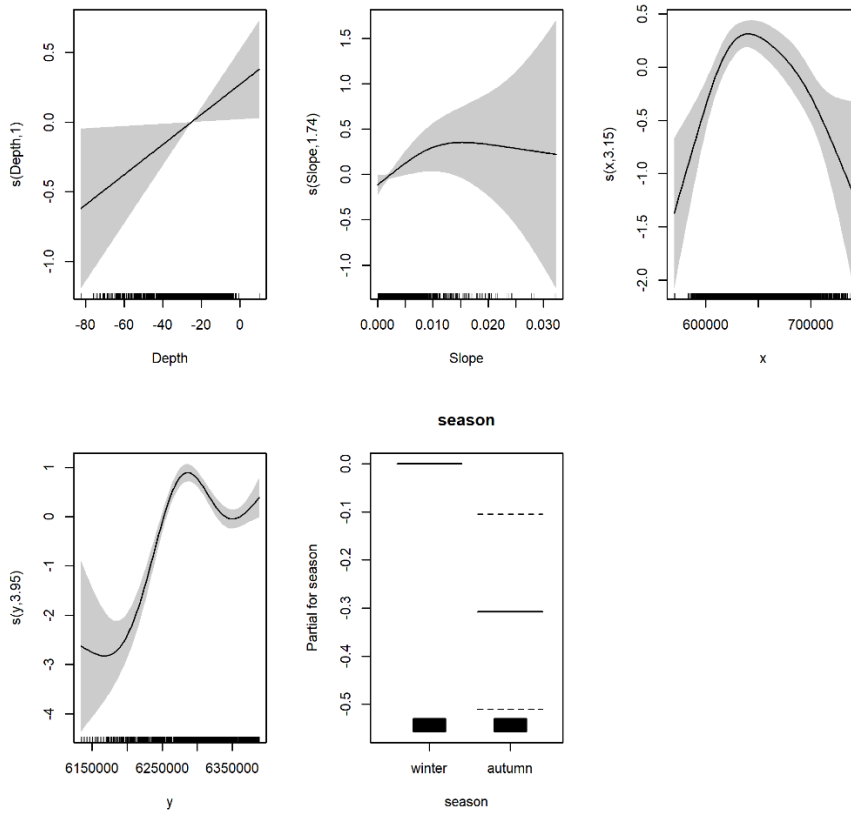 s(Depth,1)
0.5
0.0
-0.5
-1.0
-80 -60 -40 -20 0
Depth
s(Slope,1.74)
1.5
1.0
0.5
0.0
-0.5
-1.0
0.000 0.010 0.020 0.030
Slope
s(x,3.15)
0.5
0.0
-0.5
-1.0
-1.5
-2.0
600000 700000
x
s(y,3.95)
1
0
-1
-2
-3
-4
6150000 6250000 6350000
y
season
Partial for season
0.0
-0.1
-0.2
-0.3
-0.4
-0.5
winter autumn
season